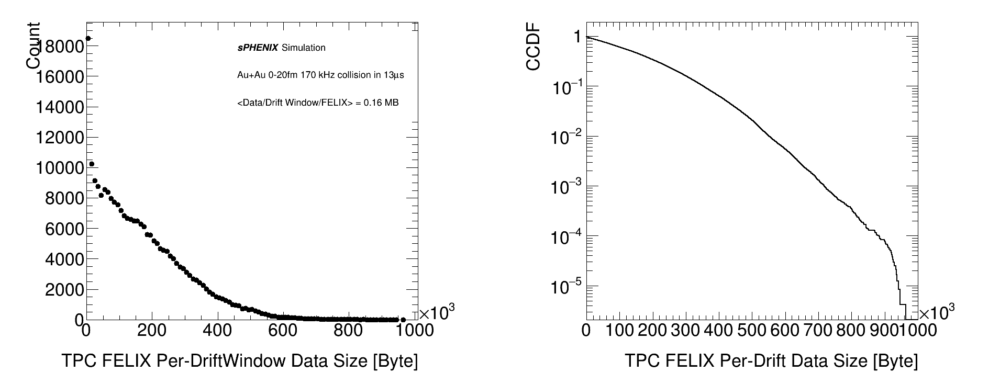 Count
18000
16000
14000
12000
10000
8000
6000
4000
2000
0
0 200 400 600 800 1000
×10³
sPHENIX Simulation
Au+Au 0-20fm 170 kHz collision in 13μs
<Data/Drift Window/FELIX> = 0.16 MB
TPC FELIX Per-DriftWindow Data Size [Byte]
CCDF
1
10⁻¹
10⁻²
10⁻³
10⁻⁴
10⁻⁵
0 100 200 300 400 500 600 700 800 900 1000
×10³
TPC FELIX Per-Drift Data Size [Byte]